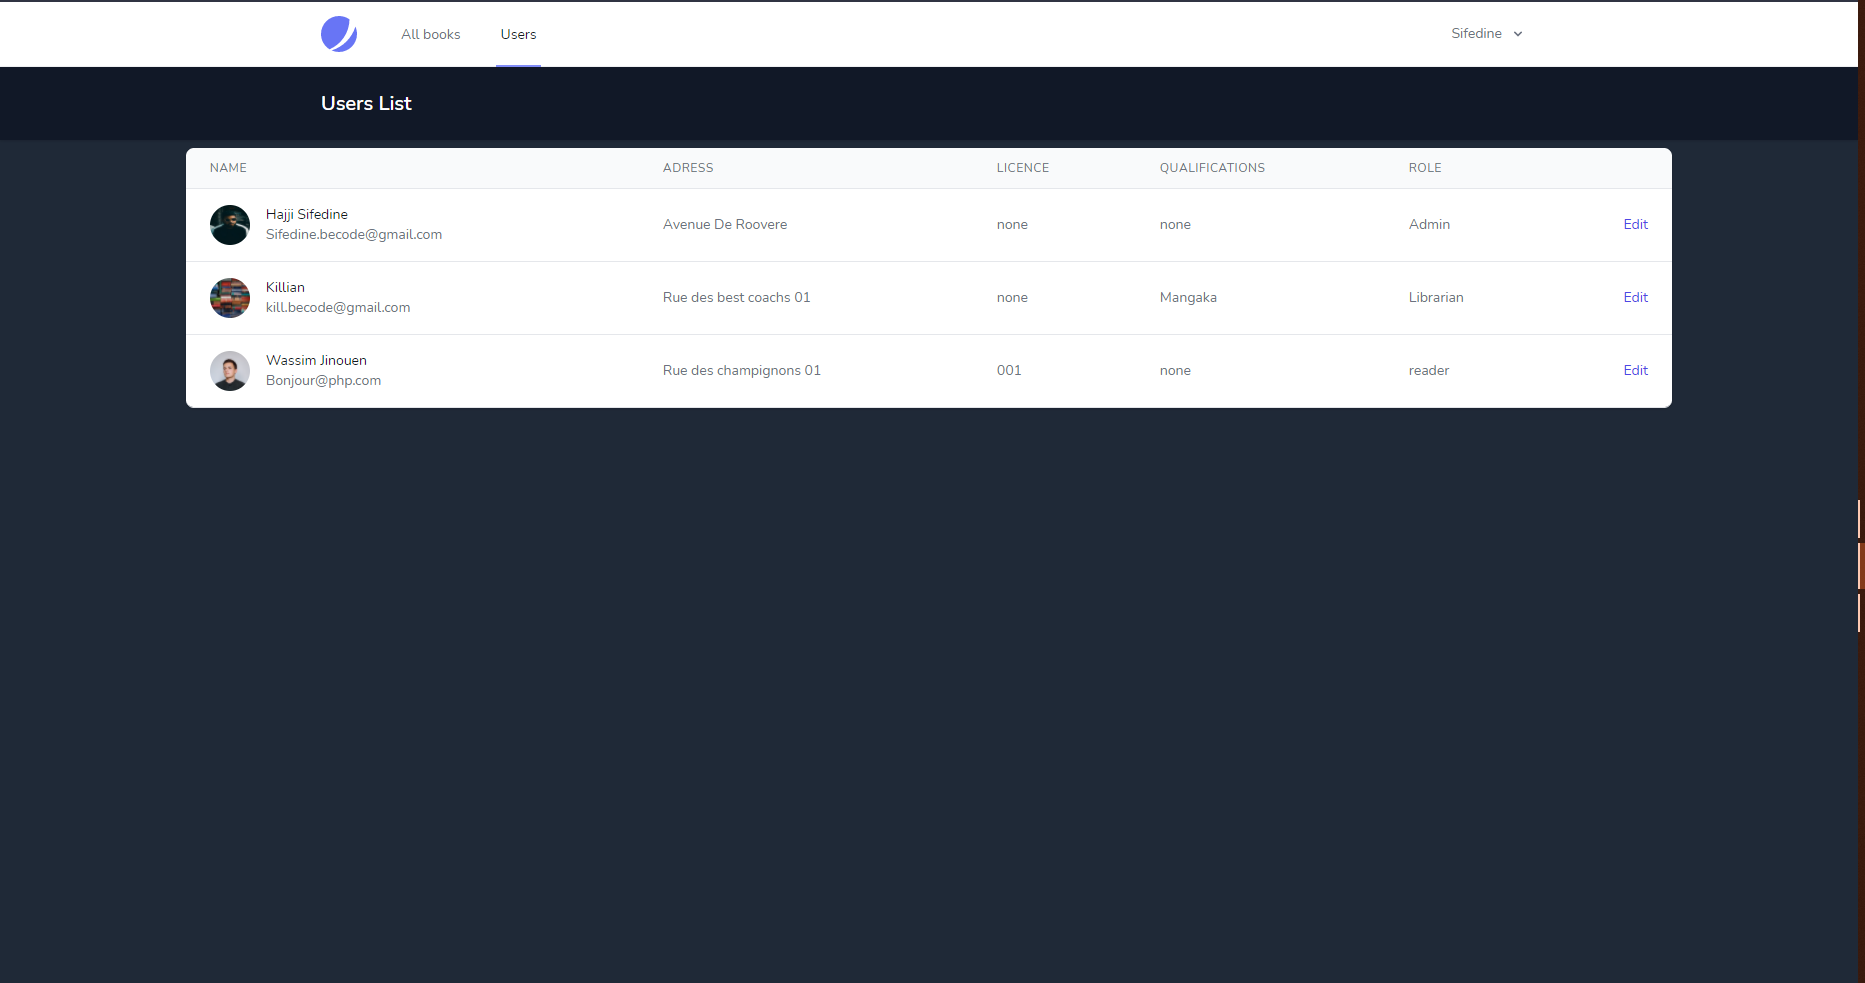 All books Users Sifedine
Users List
NAME ADRESS LICENCE QUALIFICATIONS ROLE
Hajji Sifedine
Sifedine.becode@gmail.com Avenue De Roovere none none Admin Edit
Killian
kill.becode@gmail.com Rue des best coachs 01 none Mangaka Librarian Edit
Wassim Jinouen
Bonjour@php.com Rue des champignons 01 001 none reader Edit